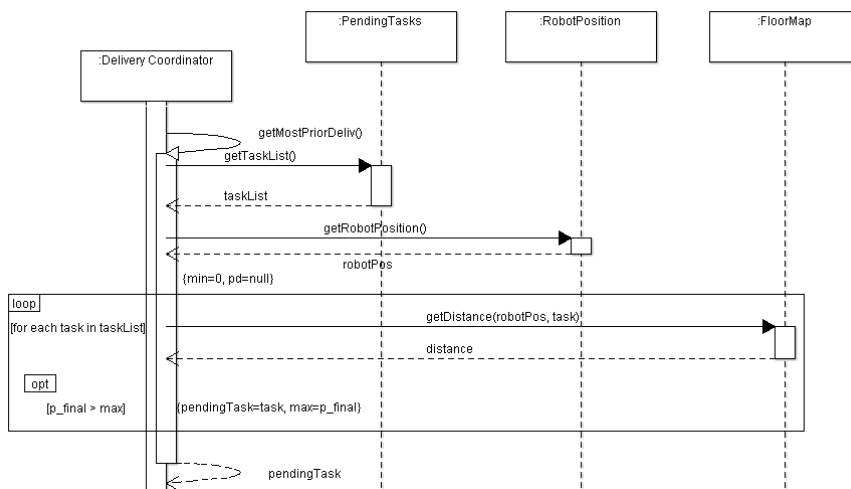 :PendingTasks
:RobotPosition
:FloorMap
:Delivery Coordinator
getMostPriorDeliv()
getTaskList()
taskList
getRobotPosition()
robotPos
{min=0, pd=null}
loop
[for each task in taskList]
getDistance(robotPos, task)
distance
opt
[p_final > max]
{pendingTask=task, max=p_final}
pendingTask